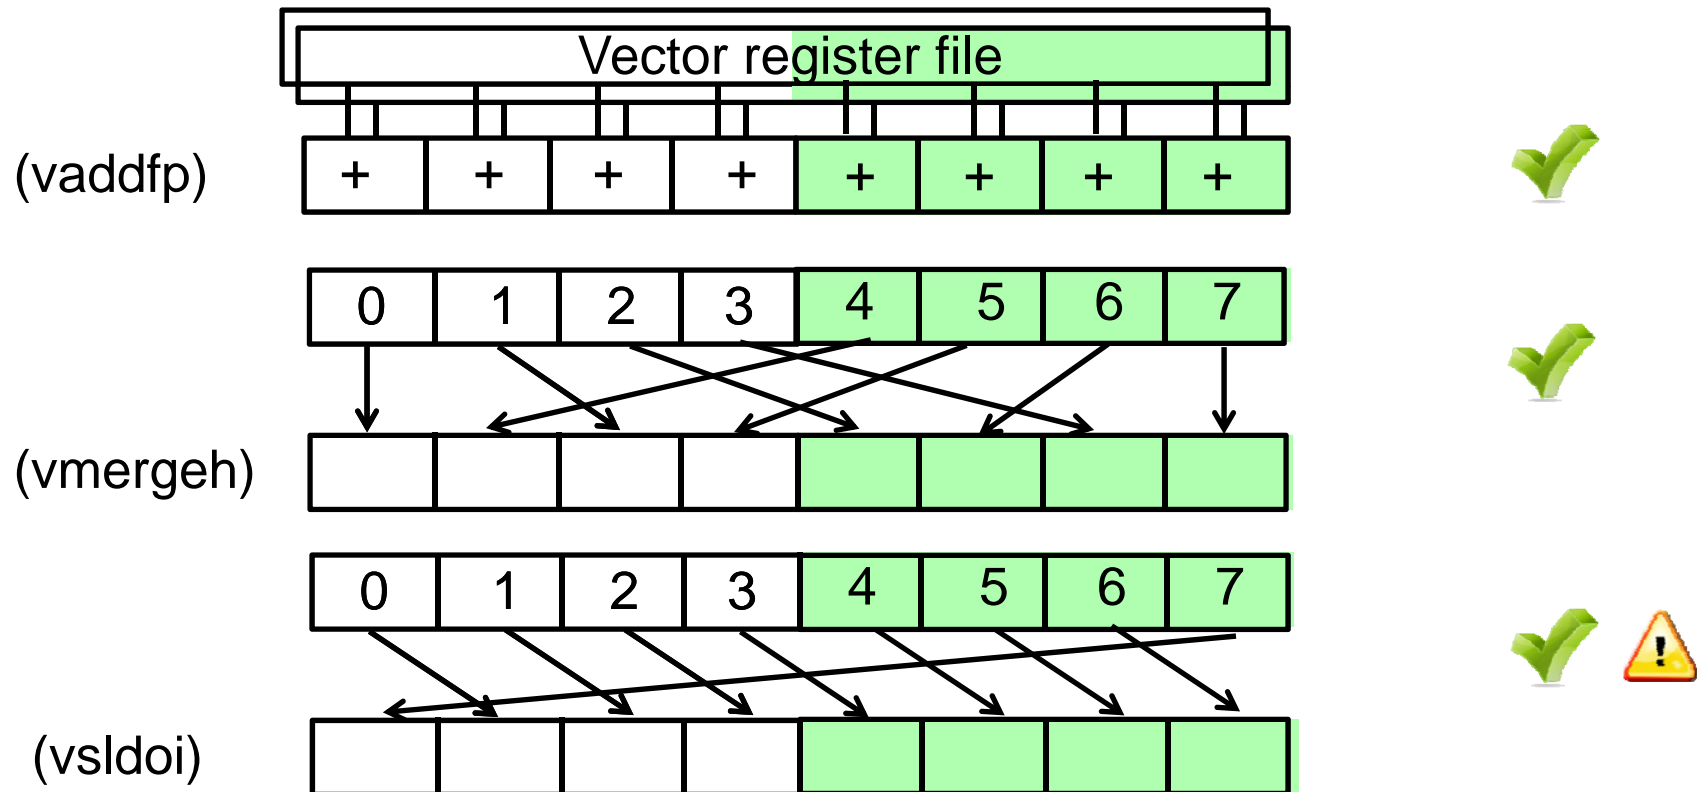 Vector register file
(vaddfp) + + + + + + + +
0 1 2 3 4 5 6 7
(vmergeh)
0 1 2 3 4 5 6 7
(vsldoi)